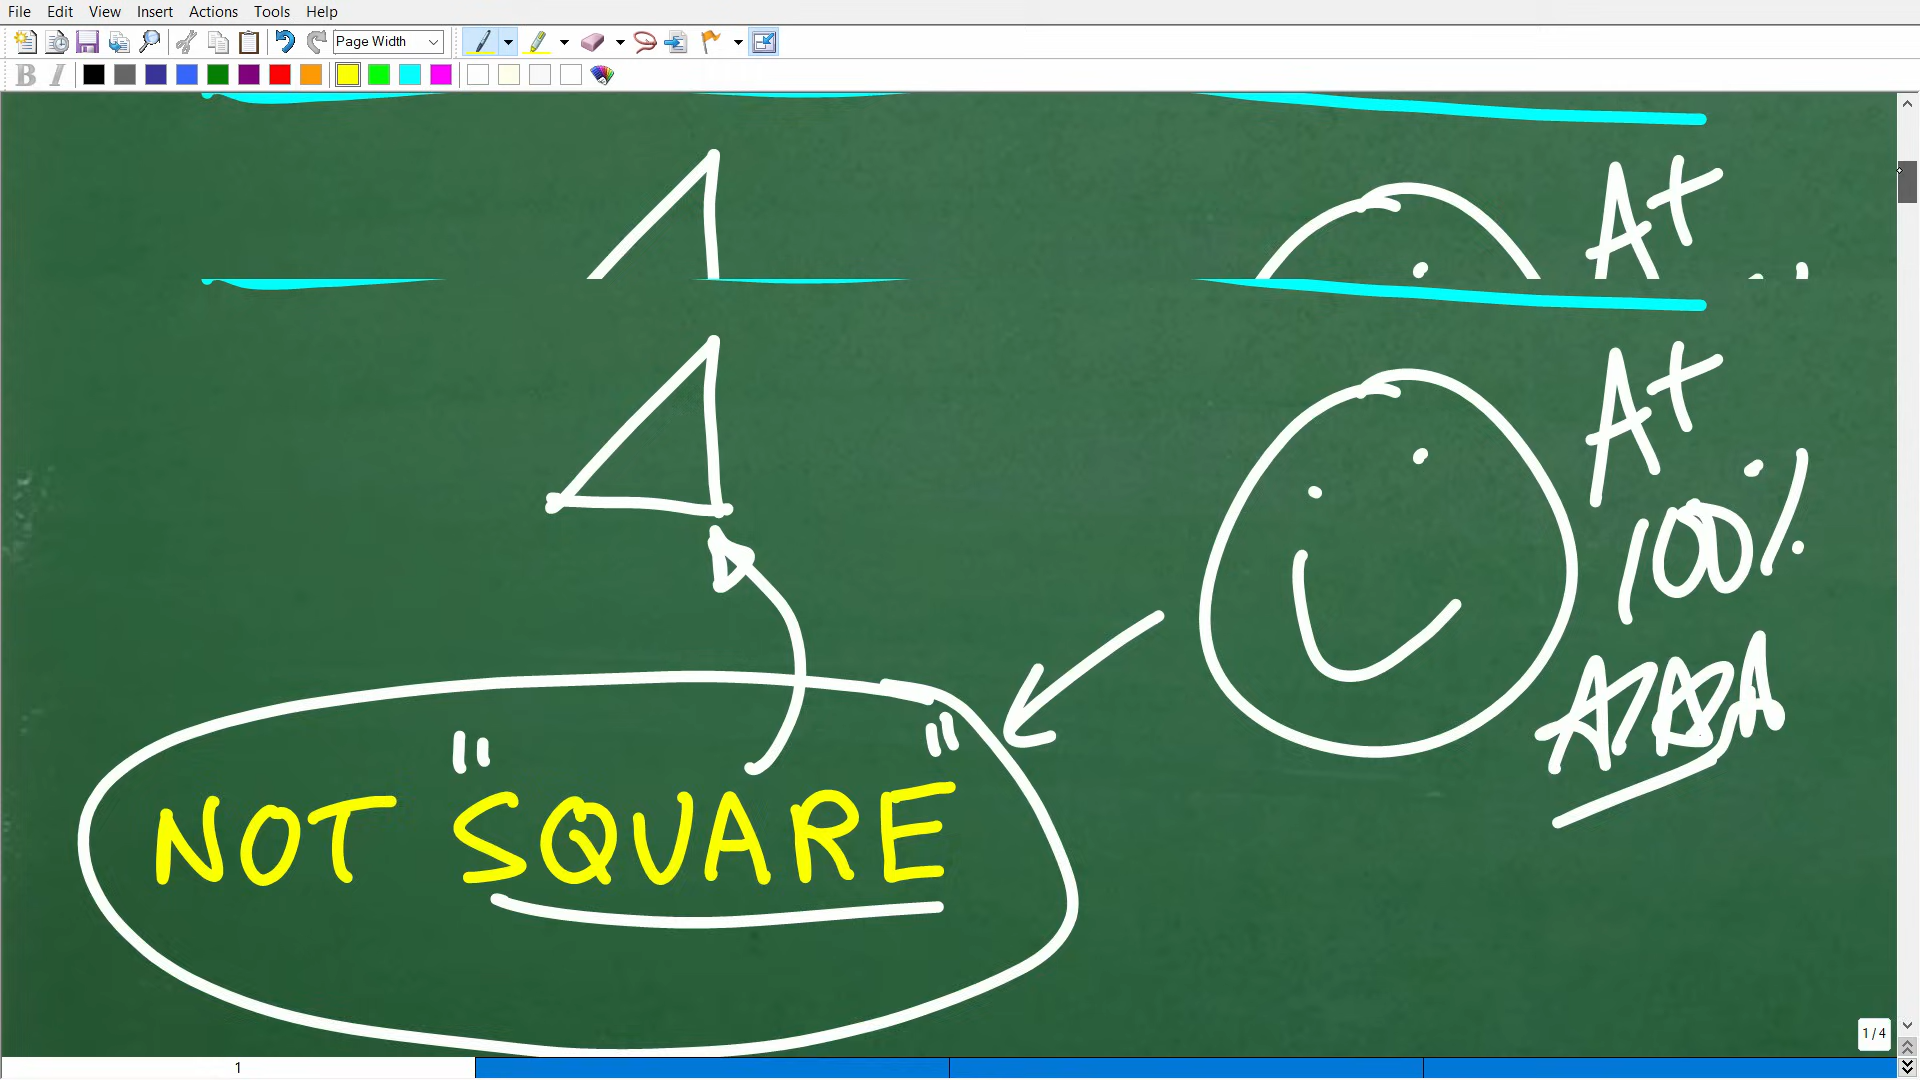 File Edit View Insert Actions Tools Help
Page Width
B I
A+
A+
100%
NOT "SQUARE"
1 / 4
1